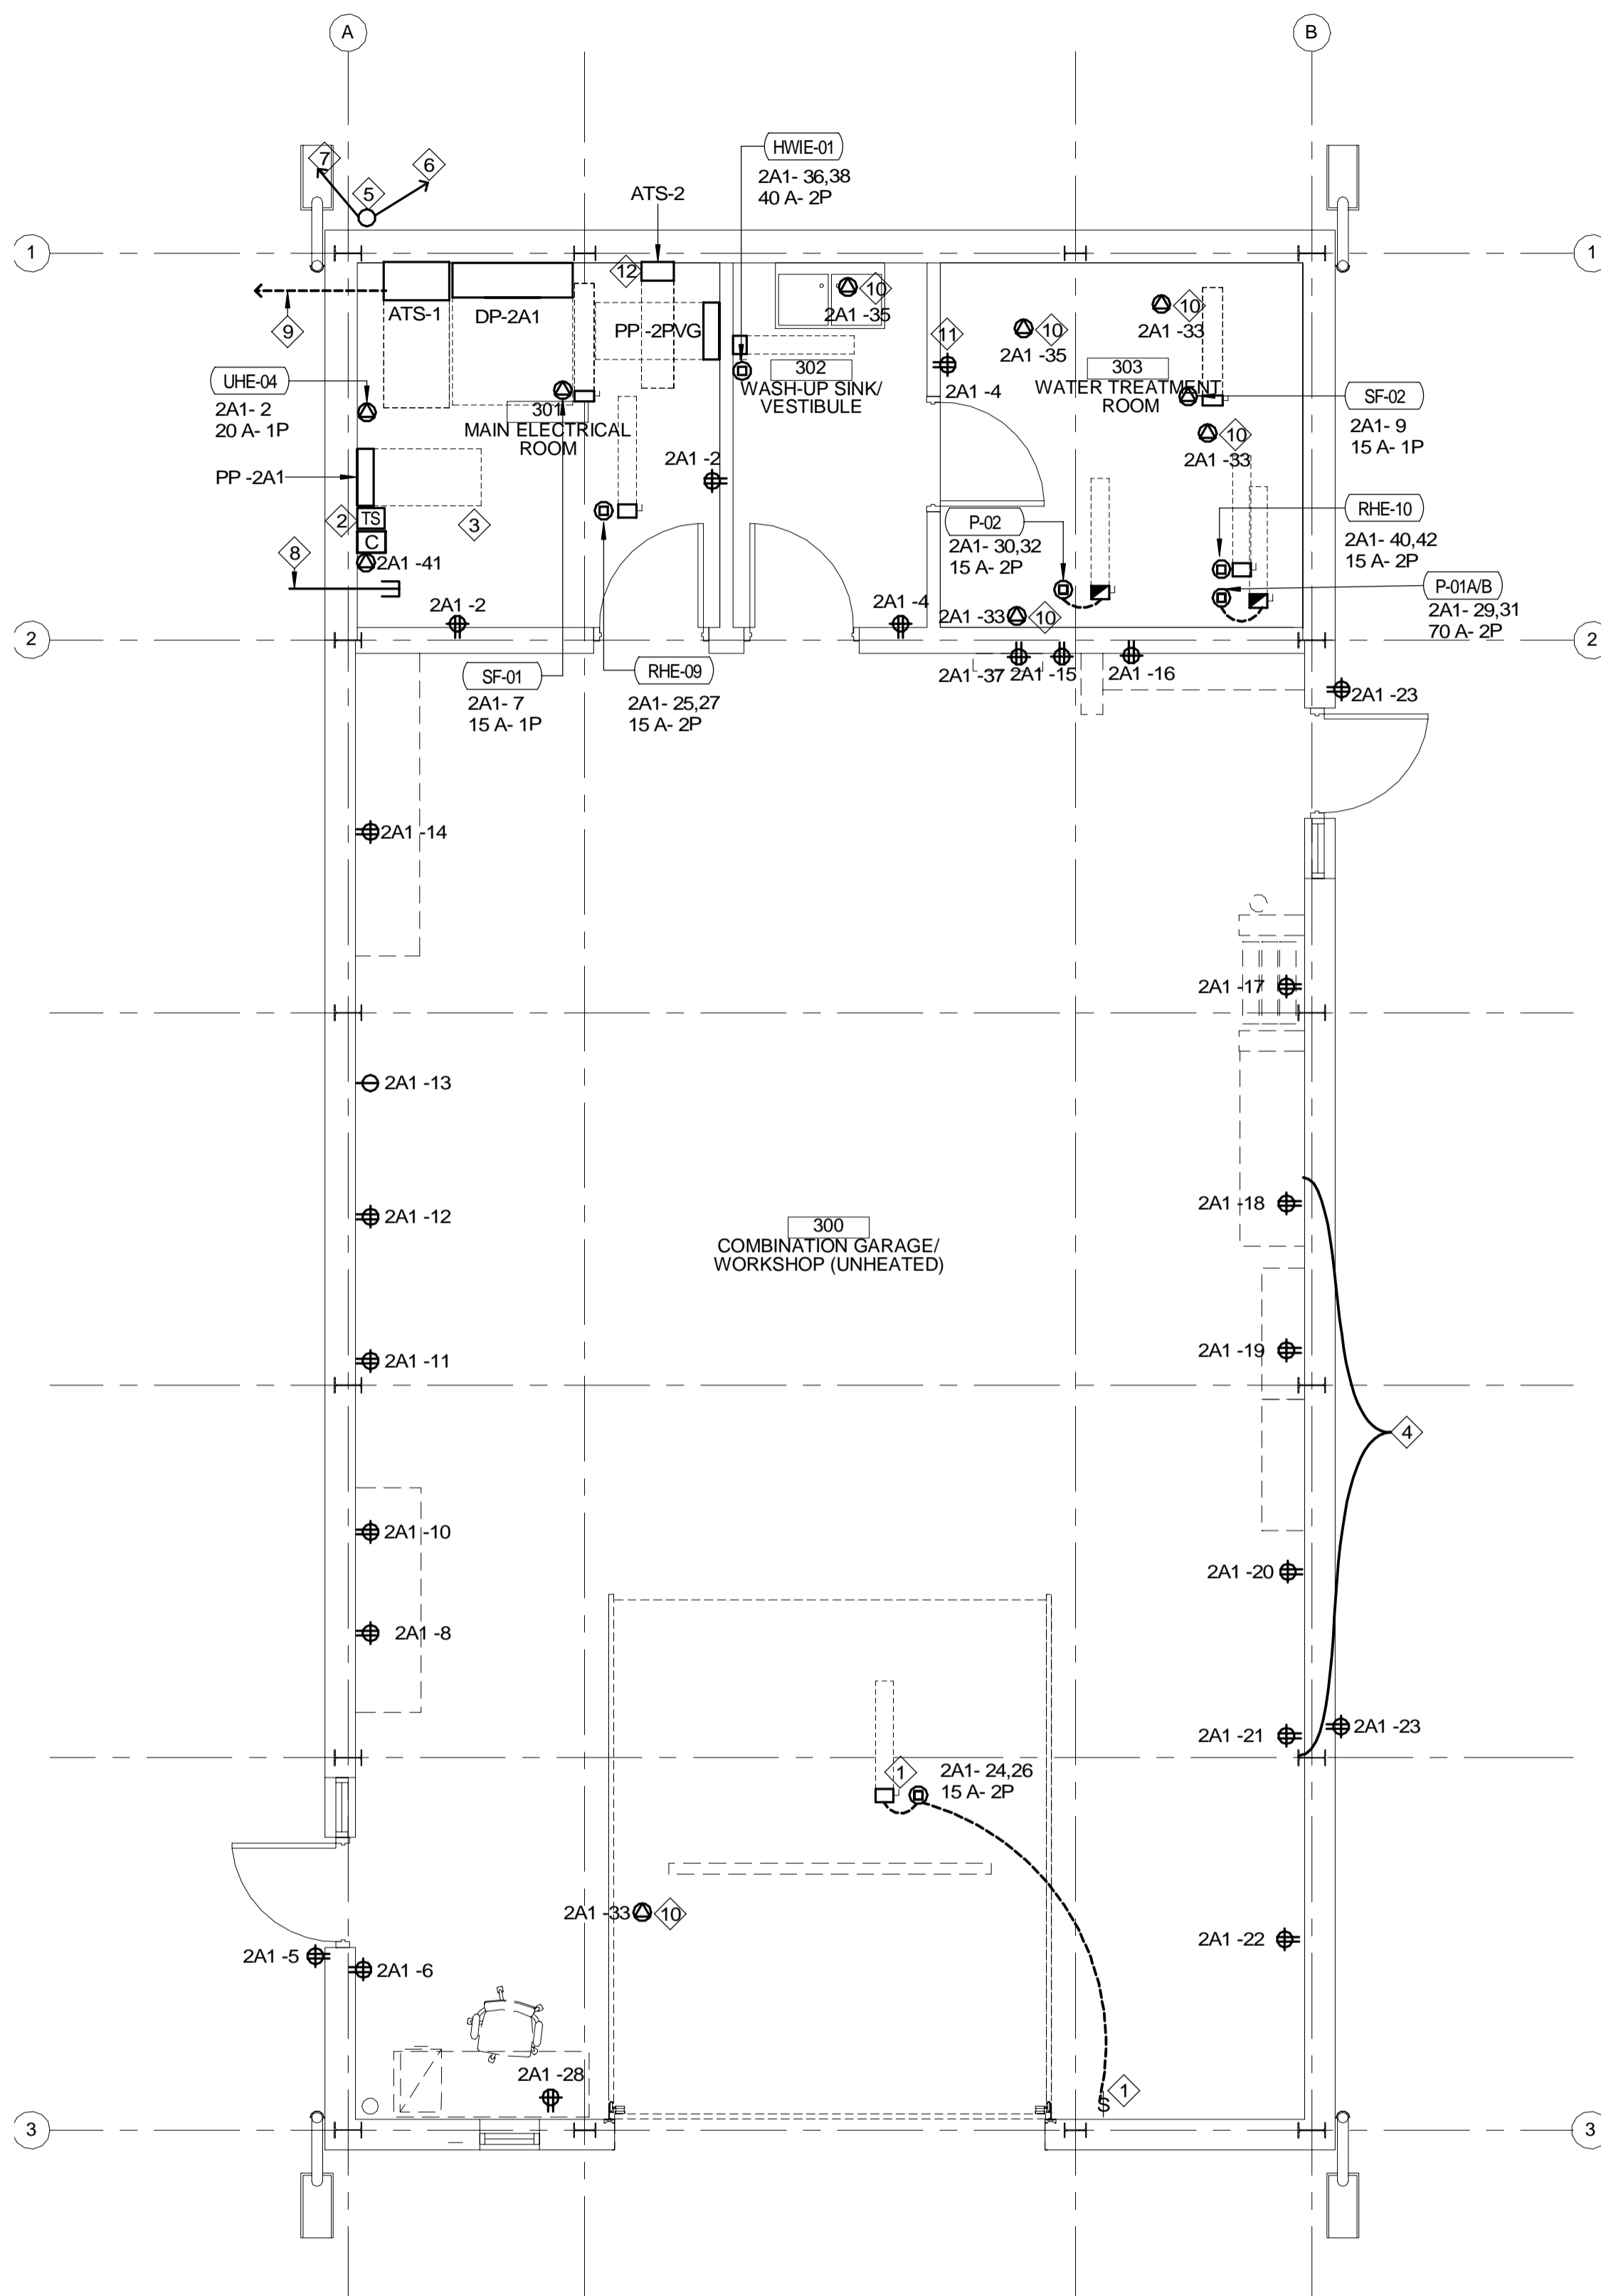 A
B
HWIE-01
2A1- 36,38
40 A- 2P
7
6
5
ATS-2
1
1
12
10
2A1 -35
9
ATS-1
DP-2A1
PP -2PVG
11
2A1 -4
10
2A1 -35
10
2A1 -33
302
WASH-UP SINK/
VESTIBULE
303
WATER TREATMENT
ROOM
UHE-04
2A1- 2
20 A- 1P
301
MAIN ELECTRICAL
ROOM
SF-02
2A1- 9
15 A- 1P
10
2A1 -33
2A1 -2
PP -2A1
2
TS
3
C
2A1 -41
8
P-02
2A1- 30,32
15 A- 2P
RHE-10
2A1- 40,42
15 A- 2P
P-01A/B
2A1- 29,31
70 A- 2P
2A1 -2
2A1 -4
2A1 -33
10
2
2
2A1 -37
2A1 -15
2A1 -16
SF-01
2A1- 7
15 A- 1P
RHE-09
2A1- 25,27
15 A- 2P
2A1 -23
2A1 -14
2A1 -17
2A1 -13
2A1 -12
2A1 -18
300
COMBINATION GARAGE/
WORKSHOP (UNHEATED)
2A1 -11
2A1 -19
4
2A1 -10
2A1 -20
2A1 -8
2A1 -21
2A1 -23
1
2A1- 24,26
15 A- 2P
2A1 -33
10
2A1 -22
2A1 -5
2A1 -6
2A1 -28
1
S
3
3